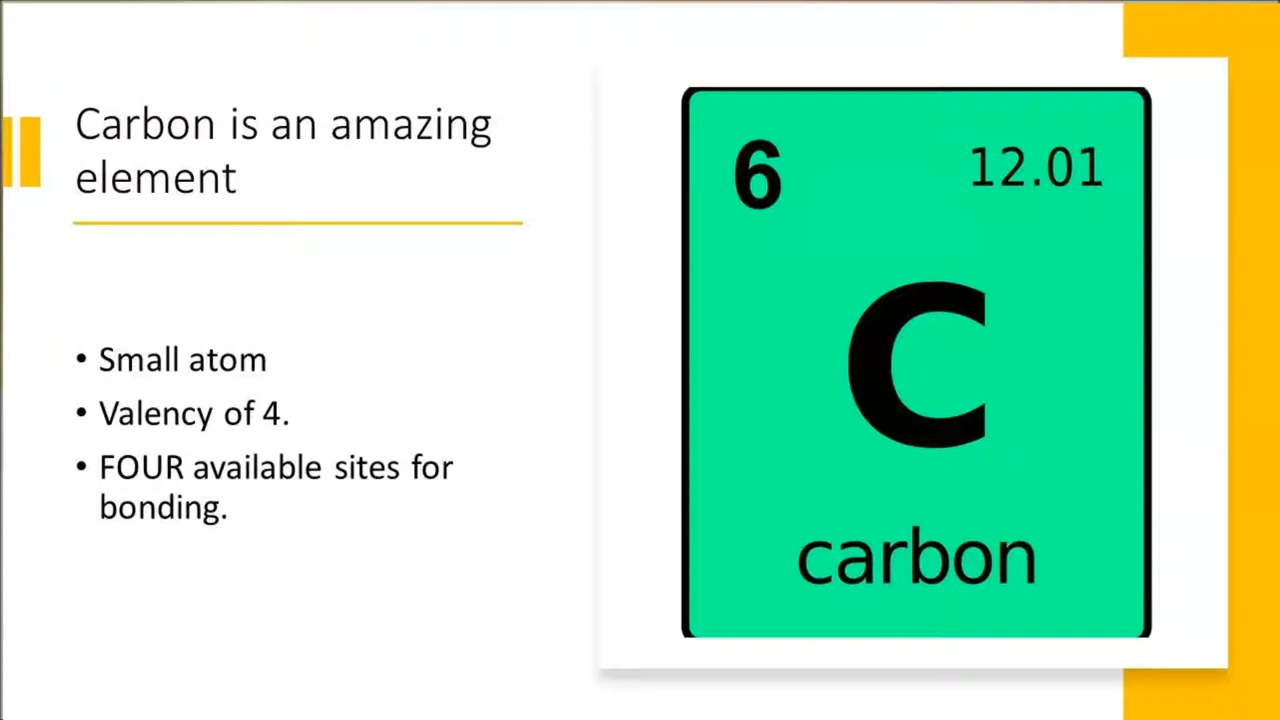 Carbon is an amazing
element
• Small atom
• Valency of 4.
• FOUR available sites for
bonding.
6
12.01
C
carbon